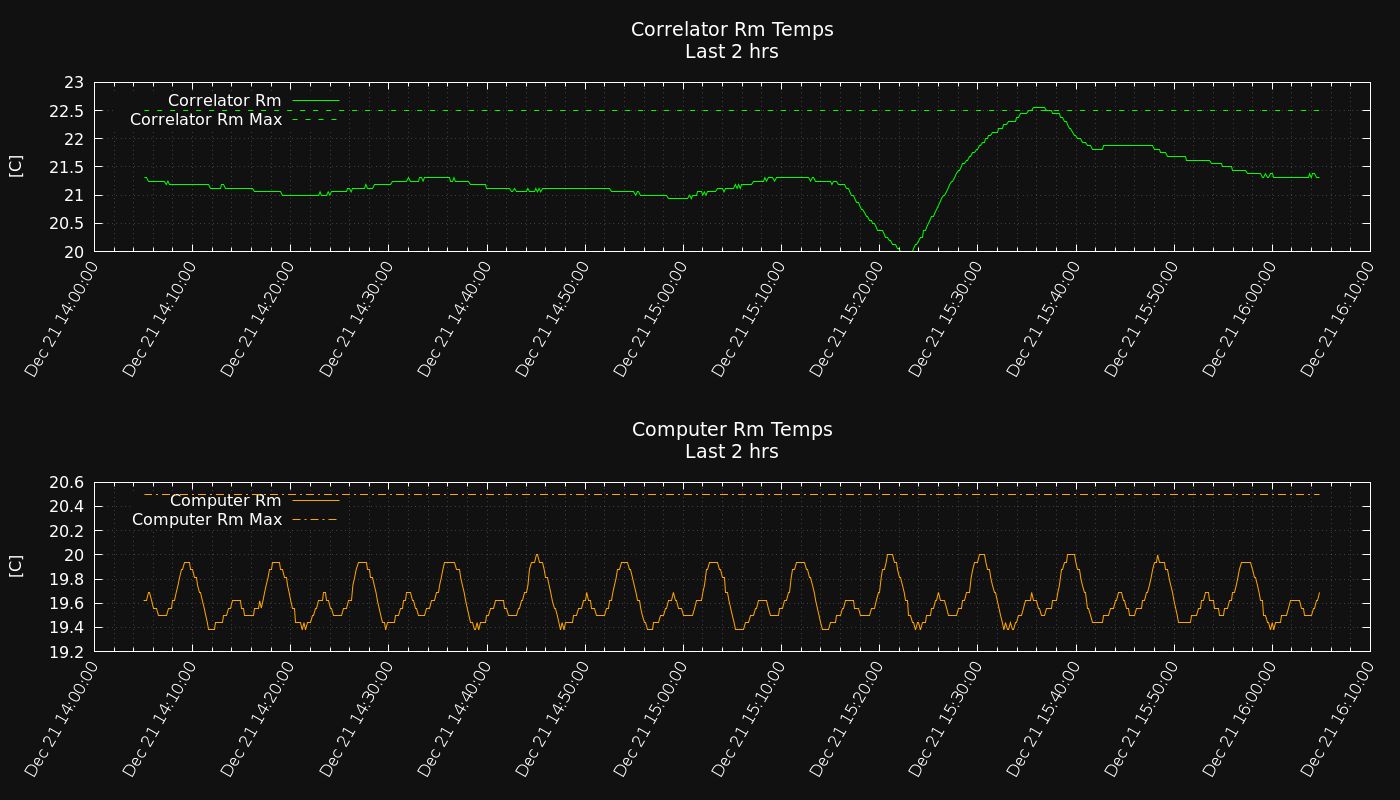 Correlator Rm Temps
Last 2 hrs
23
22.5
22
21.5
21
20.5
20
[C]
Correlator Rm
Correlator Rm Max
Dec 21 14:00:00
Dec 21 14:10:00
Dec 21 14:20:00
Dec 21 14:30:00
Dec 21 14:40:00
Dec 21 14:50:00
Dec 21 15:00:00
Dec 21 15:10:00
Dec 21 15:20:00
Dec 21 15:30:00
Dec 21 15:40:00
Dec 21 15:50:00
Dec 21 16:00:00
Dec 21 16:10:00
Computer Rm Temps
Last 2 hrs
20.6
20.4
20.2
20
19.8
19.6
19.4
19.2
[C]
Computer Rm
Computer Rm Max
Dec 21 14:00:00
Dec 21 14:10:00
Dec 21 14:20:00
Dec 21 14:30:00
Dec 21 14:40:00
Dec 21 14:50:00
Dec 21 15:00:00
Dec 21 15:10:00
Dec 21 15:20:00
Dec 21 15:30:00
Dec 21 15:40:00
Dec 21 15:50:00
Dec 21 16:00:00
Dec 21 16:10:00